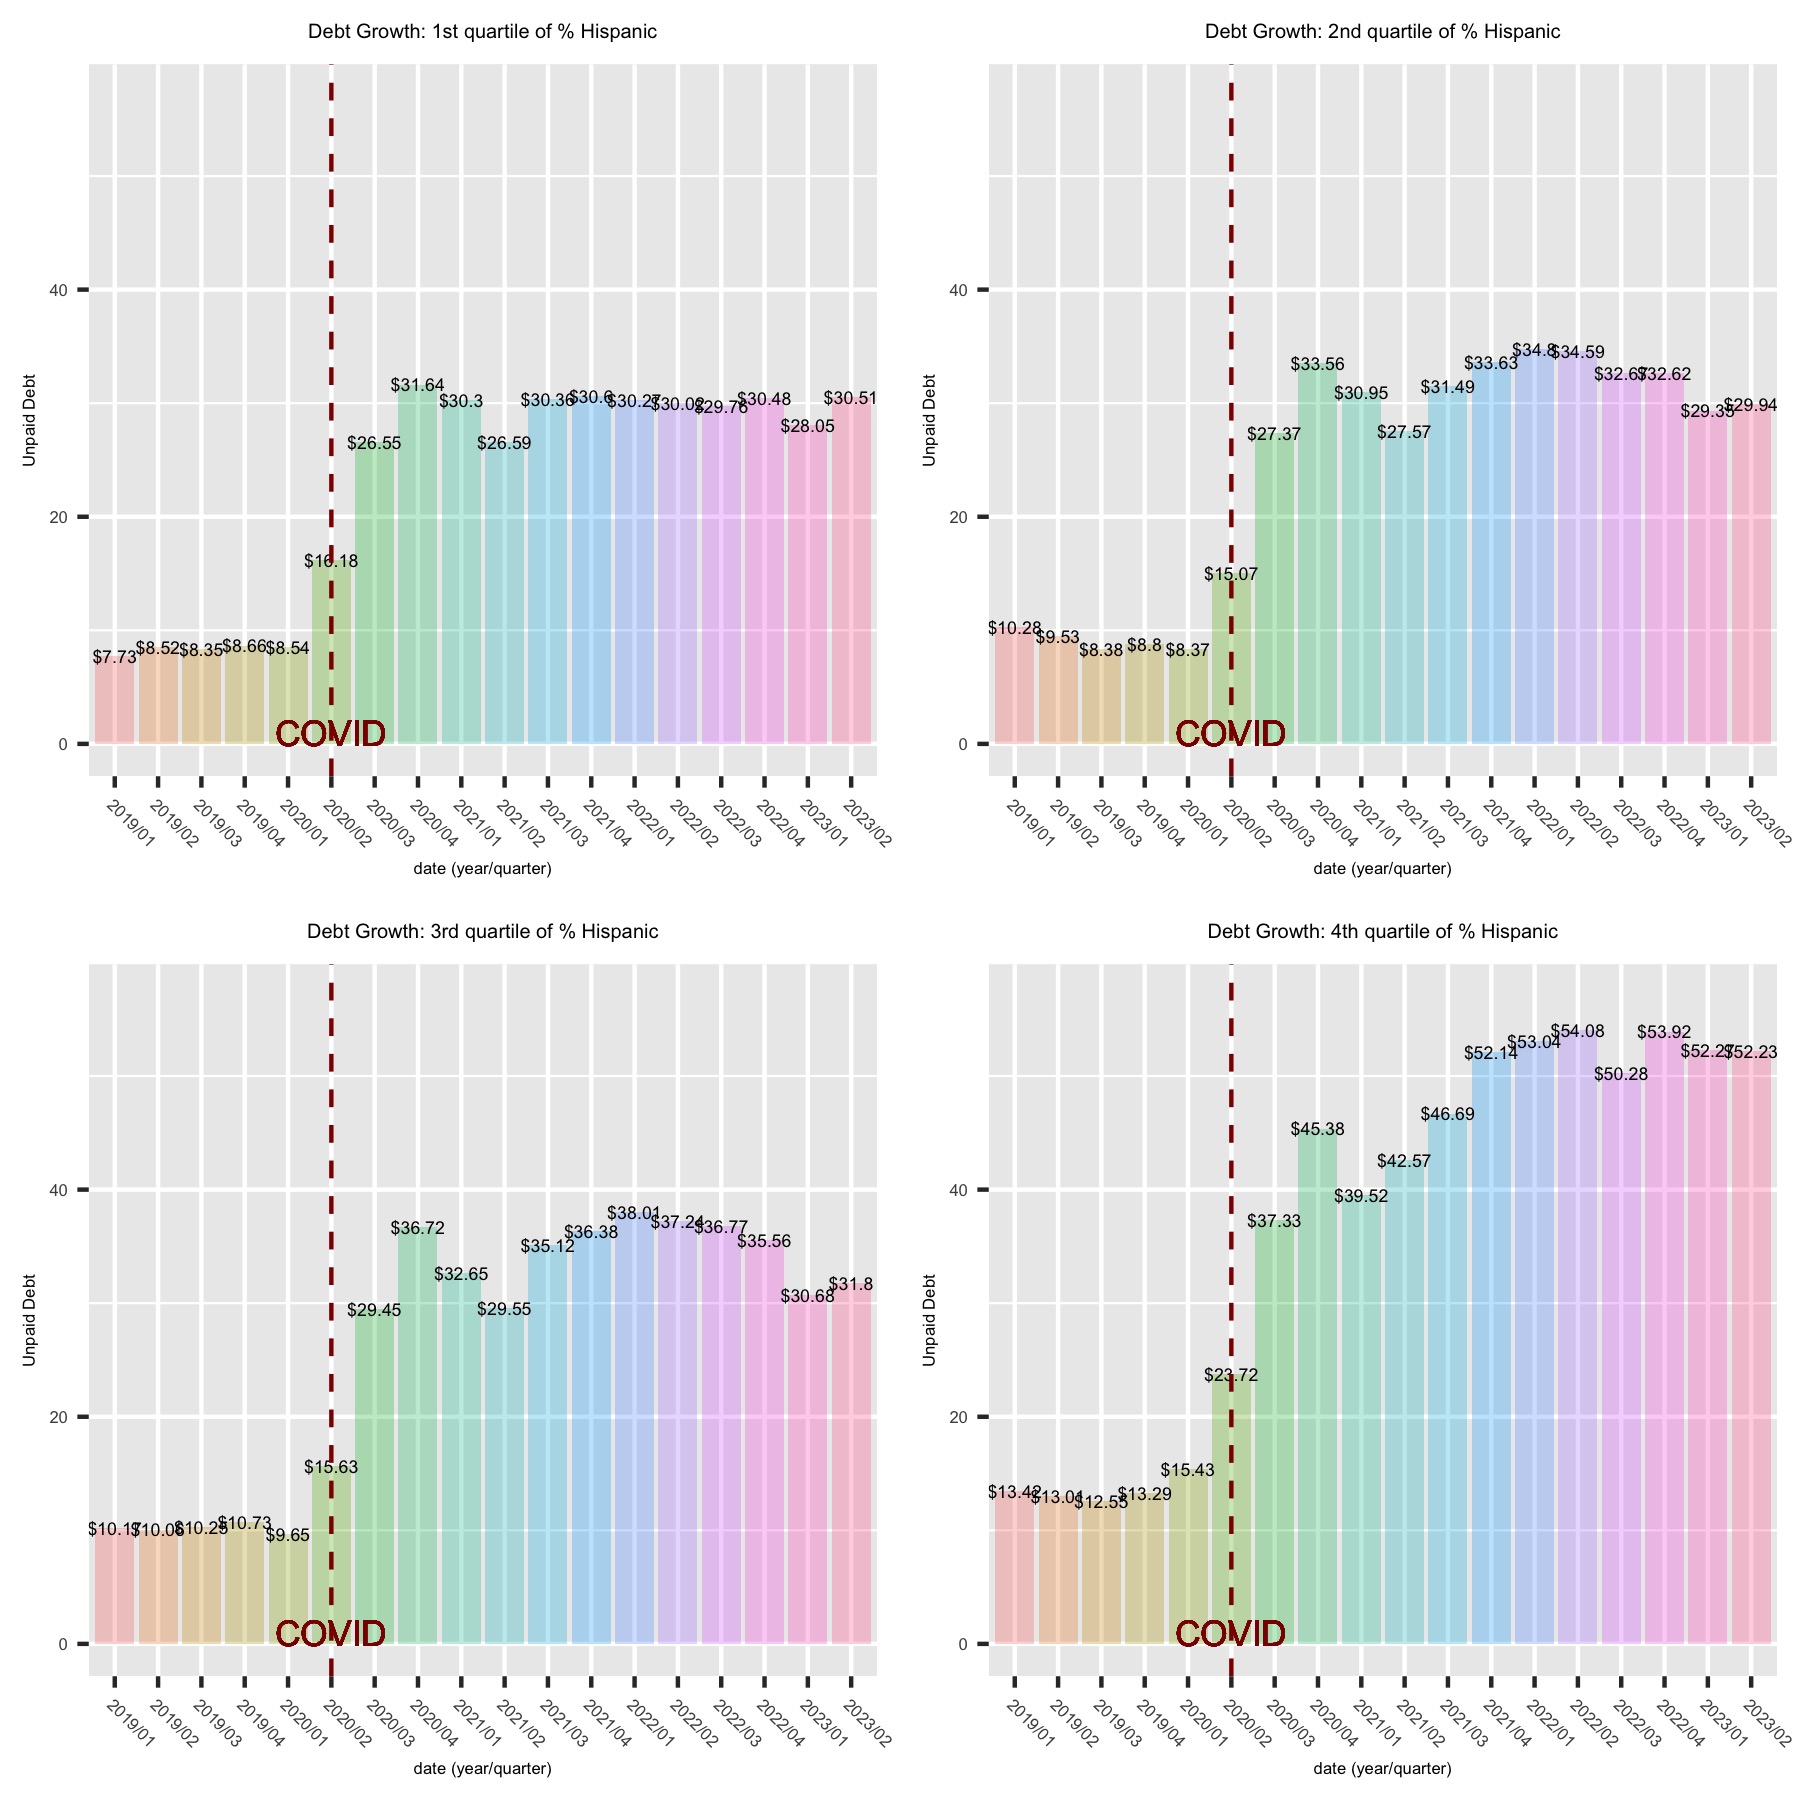 Debt Growth: 1st quartile of % Hispanic
Unpaid Debt
40
20
0
$7.73 $8.52 $8.35 $8.66 $8.54 $16.18 $26.55 $31.64 $30.3 $26.59 $30.36 $30.6 $30.27 $30.02 $29.76 $30.48 $28.05 $30.51
COVID
2019/01 2019/02 2019/03 2019/04 2020/01 2020/02 2020/03 2020/04 2021/01 2021/02 2021/03 2021/04 2022/01 2022/02 2022/03 2022/04 2023/01 2023/02
date (year/quarter)
Debt Growth: 2nd quartile of % Hispanic
Unpaid Debt
40
20
0
$10.28 $9.53 $8.38 $8.8 $8.37 $15.07 $27.37 $33.56 $30.95 $27.57 $31.49 $33.63 $34.8 $34.59 $32.67 $32.62 $29.35 $29.94
COVID
2019/01 2019/02 2019/03 2019/04 2020/01 2020/02 2020/03 2020/04 2021/01 2021/02 2021/03 2021/04 2022/01 2022/02 2022/03 2022/04 2023/01 2023/02
date (year/quarter)
Debt Growth: 3rd quartile of % Hispanic
Unpaid Debt
40
20
0
$10.17 $10.06 $10.25 $10.73 $9.65 $15.63 $29.45 $36.72 $32.65 $29.55 $35.12 $36.38 $38.01 $37.24 $36.77 $35.56 $30.68 $31.8
COVID
2019/01 2019/02 2019/03 2019/04 2020/01 2020/02 2020/03 2020/04 2021/01 2021/02 2021/03 2021/04 2022/01 2022/02 2022/03 2022/04 2023/01 2023/02
date (year/quarter)
Debt Growth: 4th quartile of % Hispanic
Unpaid Debt
40
20
0
$13.42 $13.01 $12.55 $13.29 $15.43 $23.72 $37.33 $45.38 $39.52 $42.57 $46.69 $52.14 $53.04 $54.08 $50.28 $53.92 $52.27 $52.23
COVID
2019/01 2019/02 2019/03 2019/04 2020/01 2020/02 2020/03 2020/04 2021/01 2021/02 2021/03 2021/04 2022/01 2022/02 2022/03 2022/04 2023/01 2023/02
date (year/quarter)